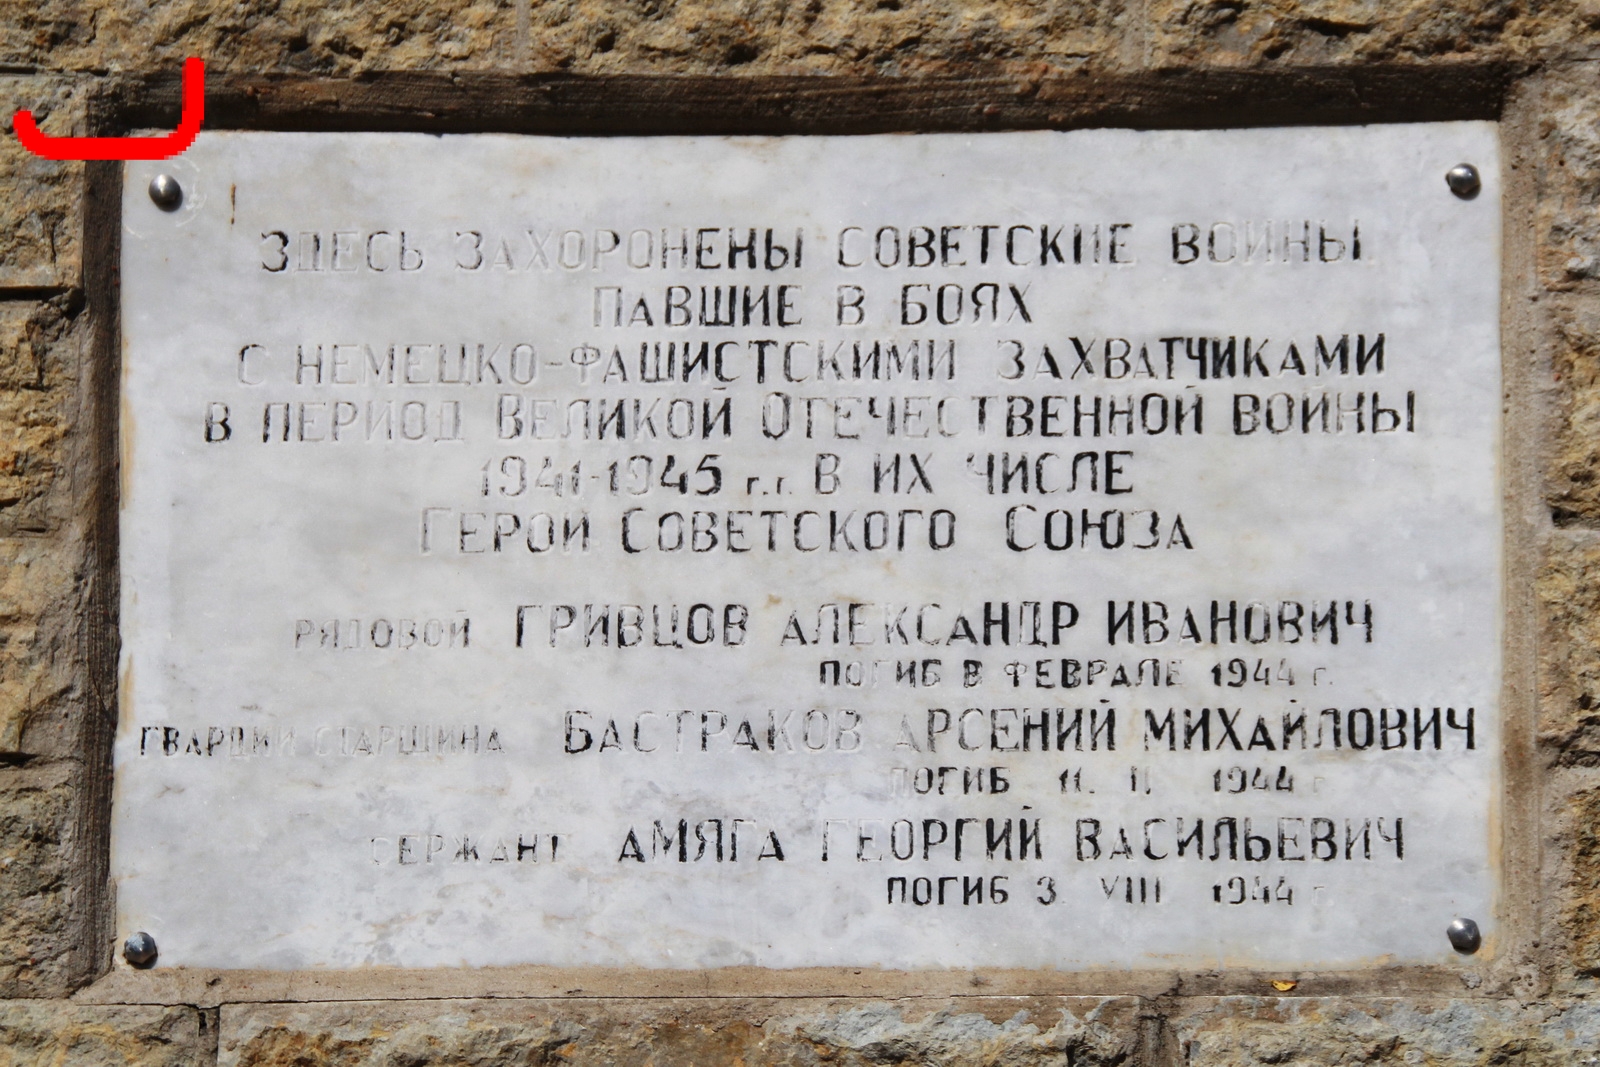 ЗДЕСЬ ЗАХОРОНЕНЫ СОВЕТСКИЕ ВОИНЫ,
ПАВШИЕ В БОЯХ
С НЕМЕЦКО-ФАШИСТСКИМИ ЗАХВАТЧИКАМИ
В ПЕРИОД ВЕЛИКОЙ ОТЕЧЕСТВЕННОЙ ВОЙНЫ
1941-1945 г.г. В ИХ ЧИСЛЕ
ГЕРОИ СОВЕТСКОГО СОЮЗА
РЯДОВОЙ ГРИВЦОВ АЛЕКСАНДР ИВАНОВИЧ
ПОГИБ В ФЕВРАЛЕ 1944 г.
ГВАРДИИ СТАРШИНА БАСТРАКОВ АРСЕНИЙ МИХАЙЛОВИЧ
ПОГИБ 11. II. 1944 г
СЕРЖАНТ АМЯГА ГЕОРГИЙ ВАСИЛЬЕВИЧ
ПОГИБ 3. VIII 1944 г